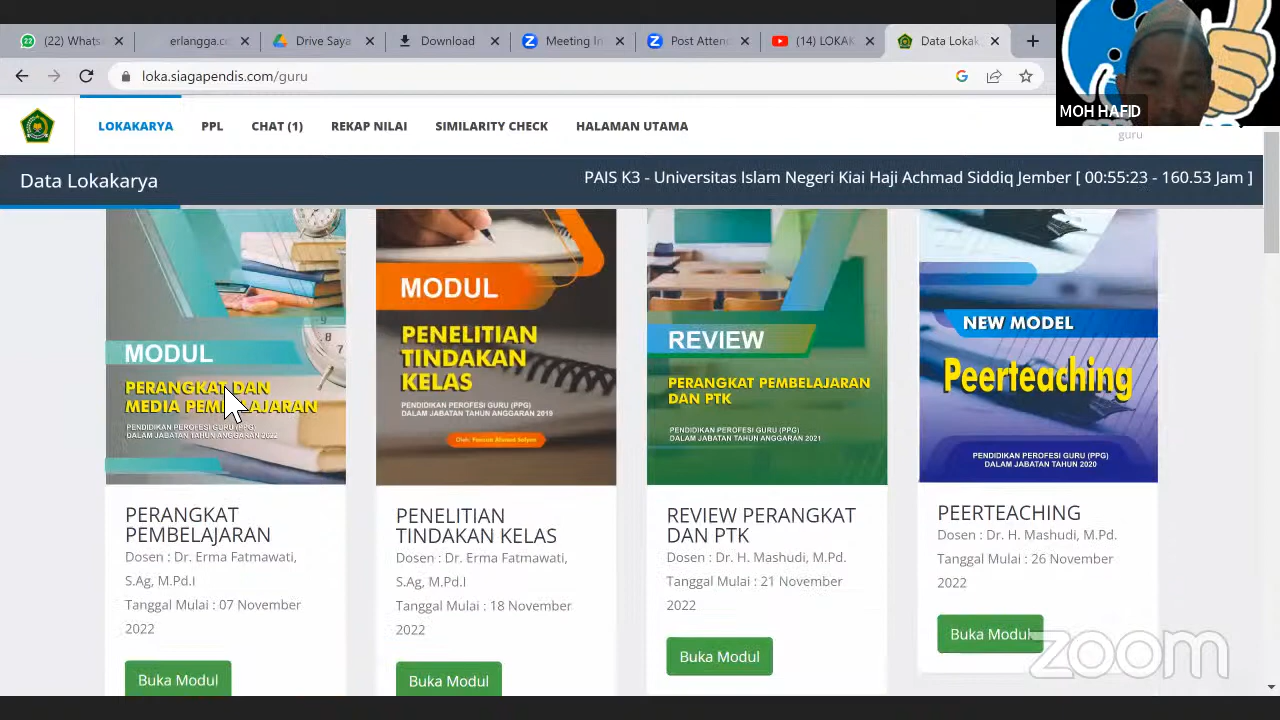 (22) Whats
erlangga.c
Drive Saya
Download
Meeting In
Post Atten
(14) LOKA
Data Lokak
loka.siagapendis.com/guru
MOH HAFID
LOKAKARYA
PPL
CHAT (1)
REKAP NILAI
SIMILARITY CHECK
HALAMAN UTAMA
guru
Data Lokakarya
PAIS K3 - Universitas Islam Negeri Kiai Haji Achmad Siddiq Jember [ 00:55:23 - 160.53 Jam ]
MODUL
PERANGKAT DAN
MEDIA PEMBELAJARAN
PENDIDIKAN PEROFESI GURU (PPG)
DALAM JABATAN TAHUN ANGGARAN 2022
PERANGKAT
PEMBELAJARAN
Dosen : Dr. Erma Fatmawati,
S.Ag, M.Pd.I
Tanggal Mulai : 07 November
2022
Buka Modul
MODUL
PENELITIAN
TINDAKAN
KELAS
PENDIDIKAN PEROFESI GURU (PPG)
DALAM JABATAN TAHUN ANGGARAN 2019
PENELITIAN
TINDAKAN KELAS
Dosen : Dr. Erma Fatmawati,
S.Ag, M.Pd.I
Tanggal Mulai : 18 November
2022
Buka Modul
REVIEW
PERANGKAT PEMBELAJARAN
DAN PTK
PENDIDIKAN PEROFESI GURU (PPG)
DALAM JABATAN TAHUN ANGGARAN 2021
REVIEW PERANGKAT
DAN PTK
Dosen : Dr. H. Mashudi, M.Pd.
Tanggal Mulai : 21 November
2022
Buka Modul
NEW MODEL
Peerteaching
PENDIDIKAN PEROFESI GURU (PPG)
DALAM JABATAN TAHUN 2020
PEERTEACHING
Dosen : Dr. H. Mashudi, M.Pd.
Tanggal Mulai : 26 November
2022
Buka Modul
zoom